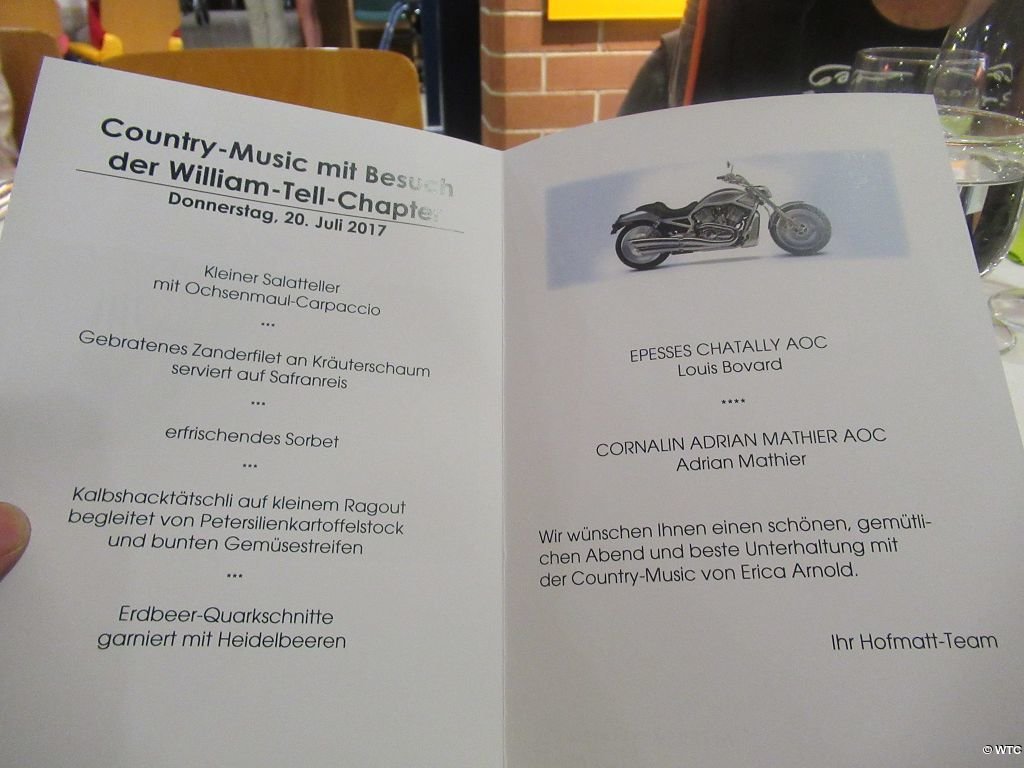 Country-Music mit Besuch
der William-Tell-Chapter
Donnerstag, 20. Juli 2017
Kleiner Salatteller
mit Ochsenmaul-Carpaccio
***
Gebratenes Zanderfilet an Kräuterschaum
serviert auf Safranreis
***
erfrischendes Sorbet
***
Kalbshacktätschli auf kleinem Ragout
begleitet von Petersilienkartoffelstock
und bunten Gemüsestreifen
***
Erdbeer-Quarkschnitte
garniert mit Heidelbeeren
EPESSES CHATALLY AOC
Louis Bovard
****
CORNALIN ADRIAN MATHIER AOC
Adrian Mathier
Wir wünschen Ihnen einen schönen, gemütli-
chen Abend und beste Unterhaltung mit
der Country-Music von Erica Arnold.
Ihr Hofmatt-Team
© WTC